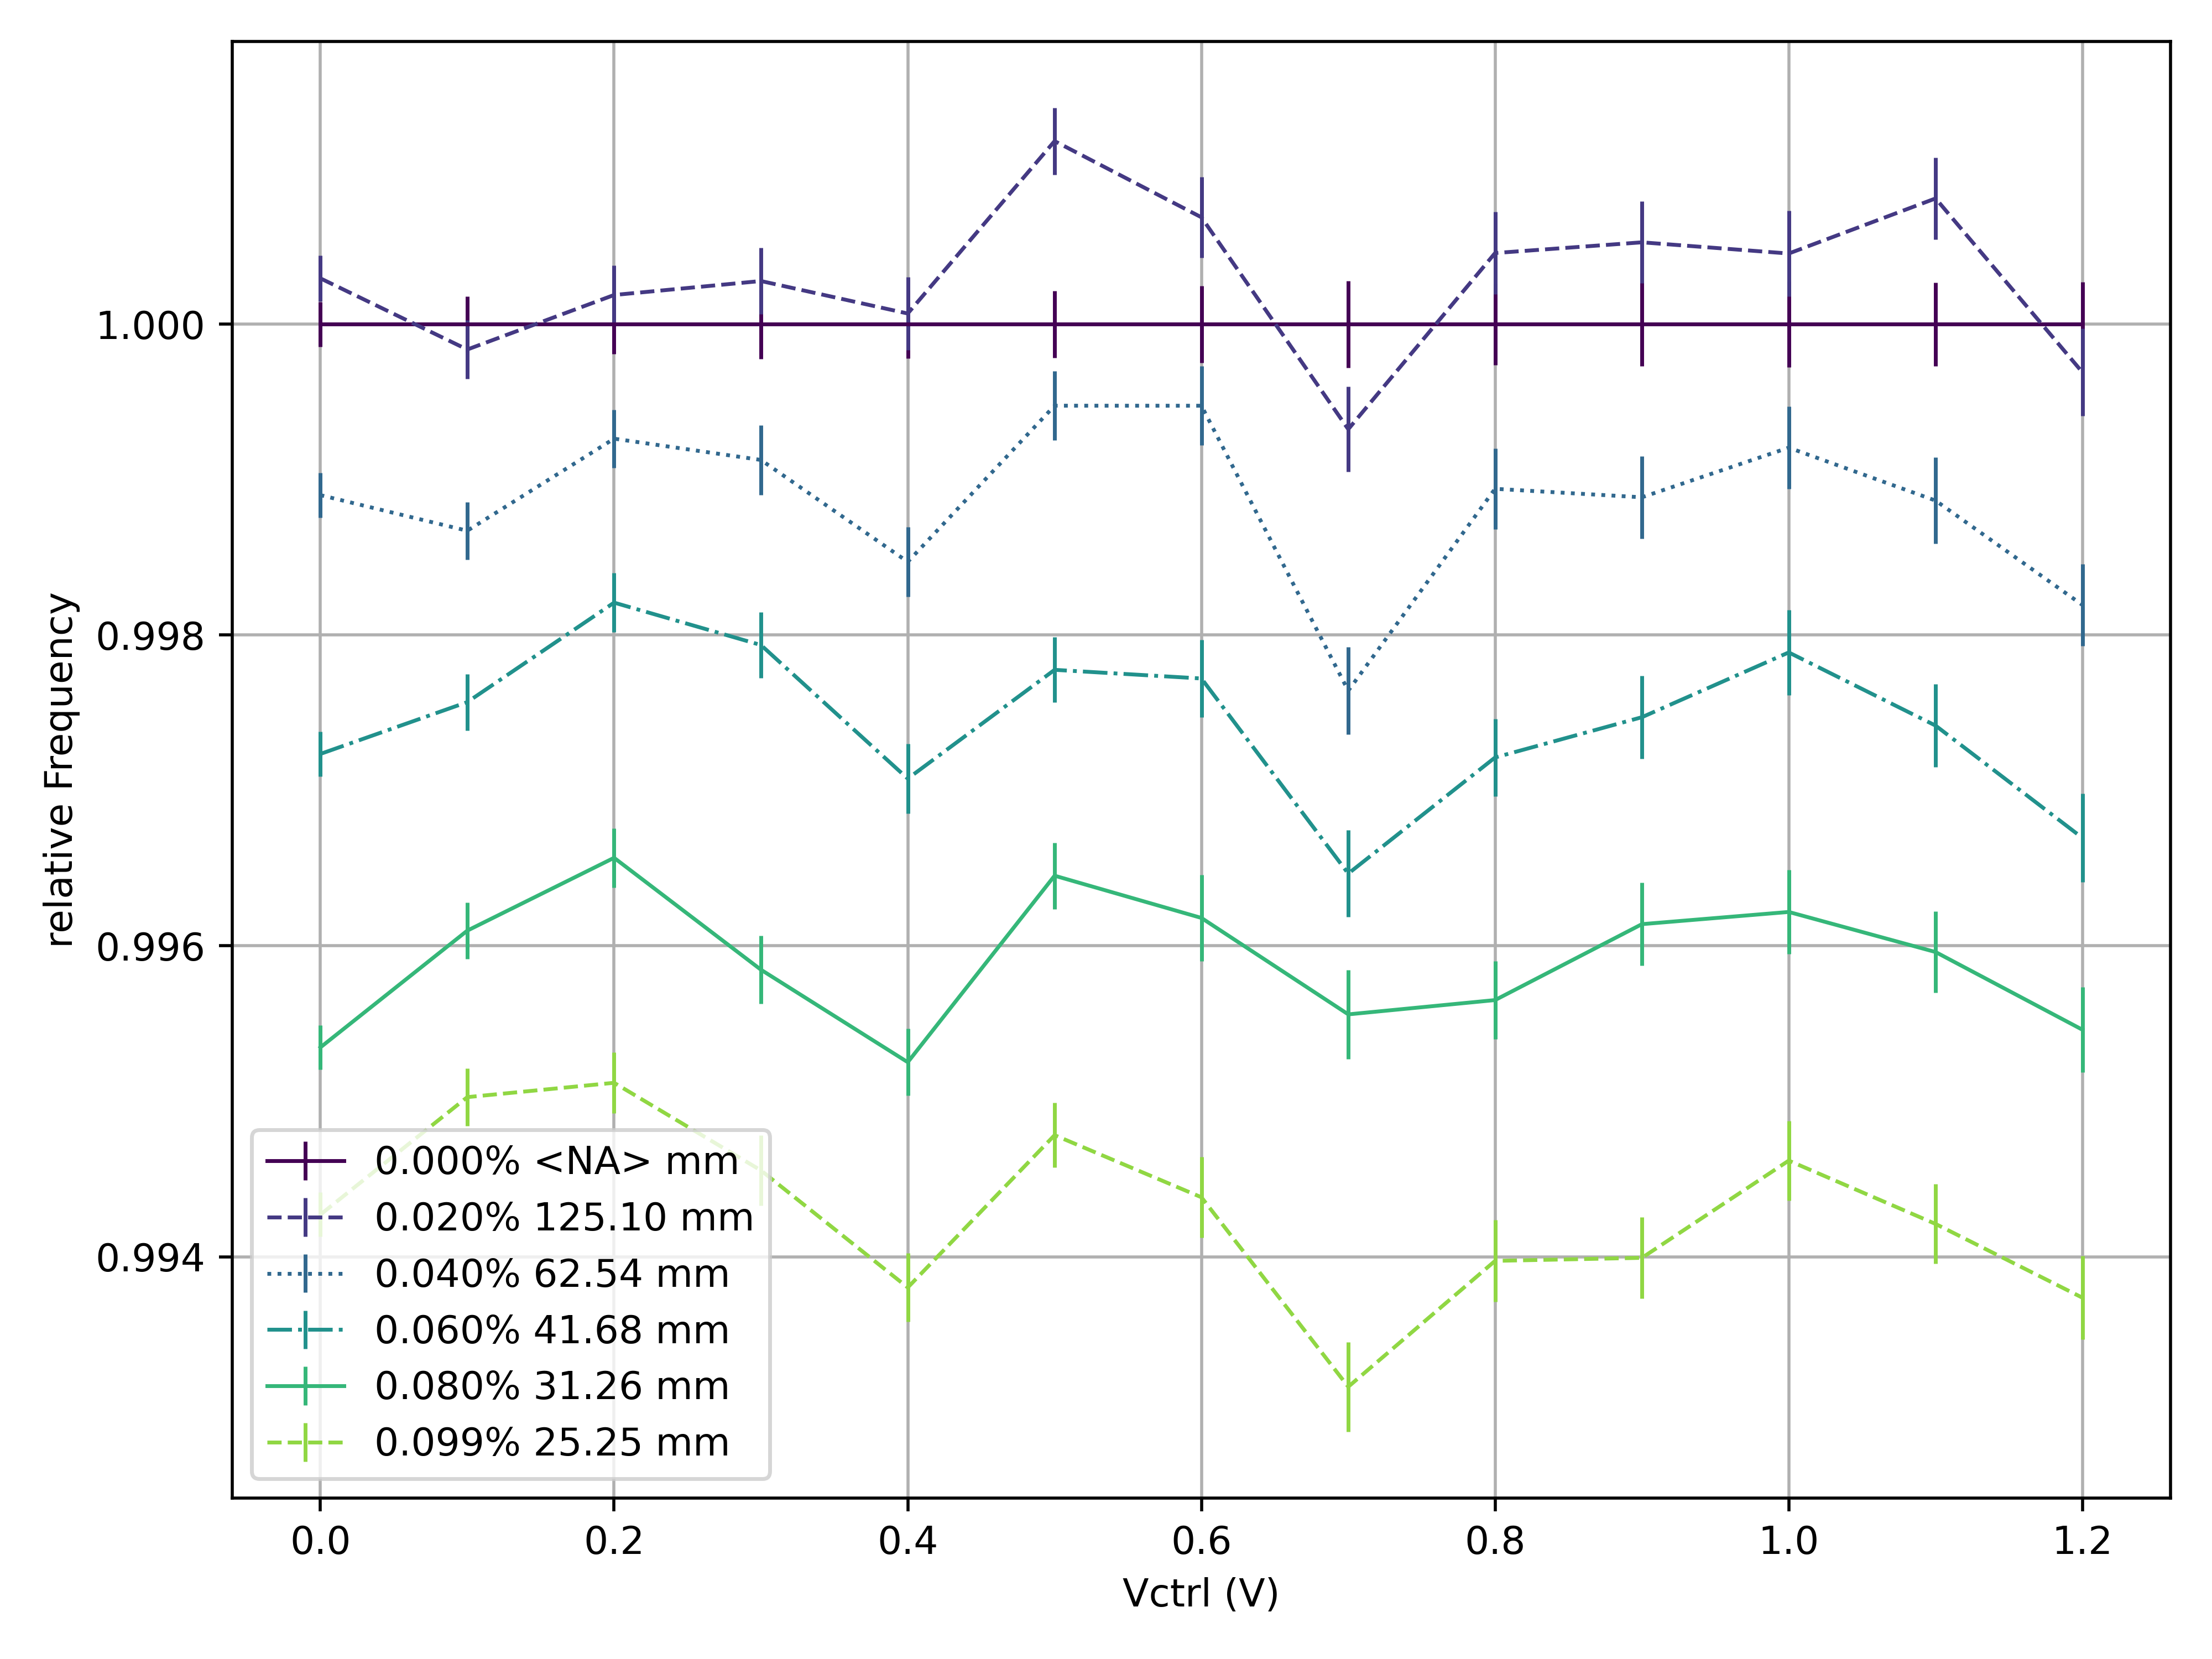 relative Frequency
1.000
0.998
0.996
0.994
0.000% <NA> mm
0.020% 125.10 mm
0.040% 62.54 mm
0.060% 41.68 mm
0.080% 31.26 mm
0.099% 25.25 mm
0.0 0.2 0.4 0.6 0.8 1.0 1.2
Vctrl (V)